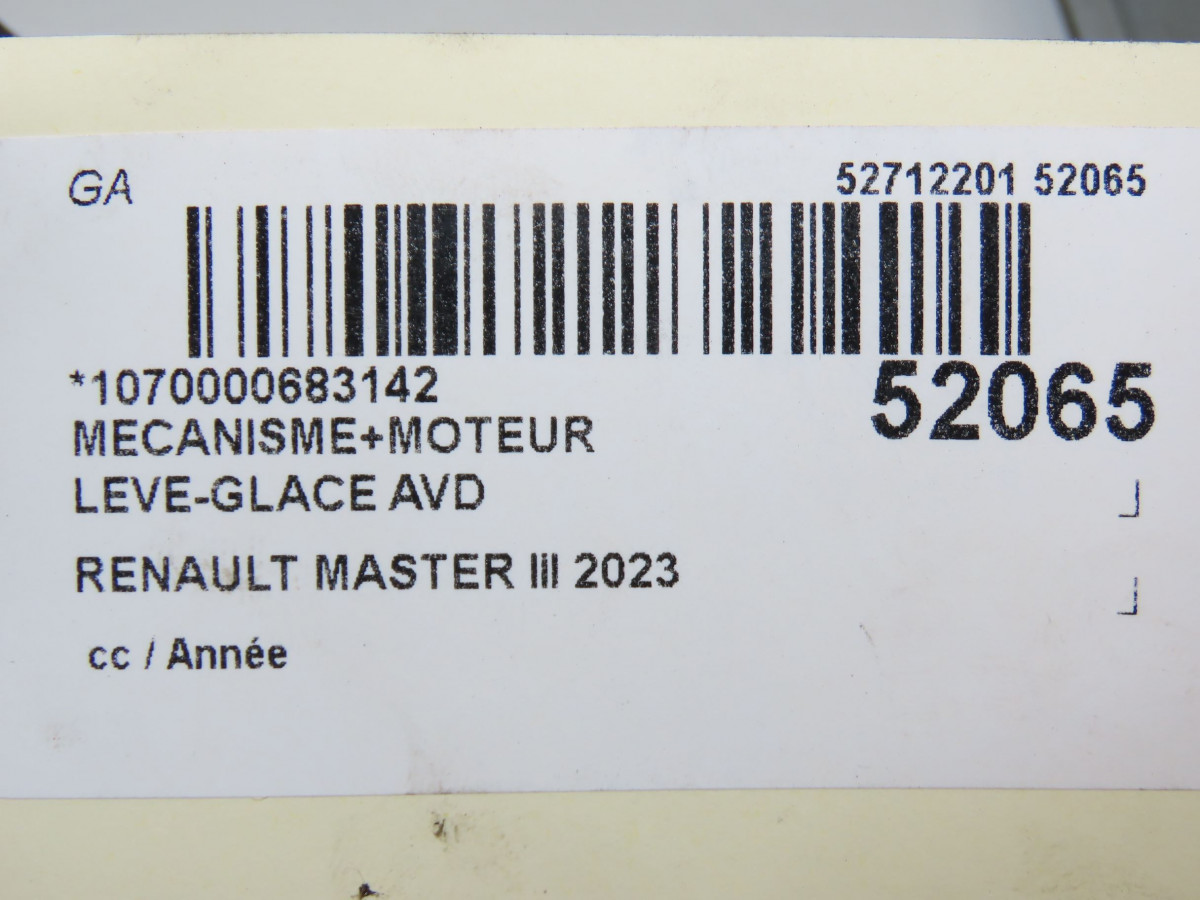 GA
52712201 52065
*1070000683142
52065
MECANISME+MOTEUR
LEVE-GLACE AVD
RENAULT MASTER III 2023
cc / Année